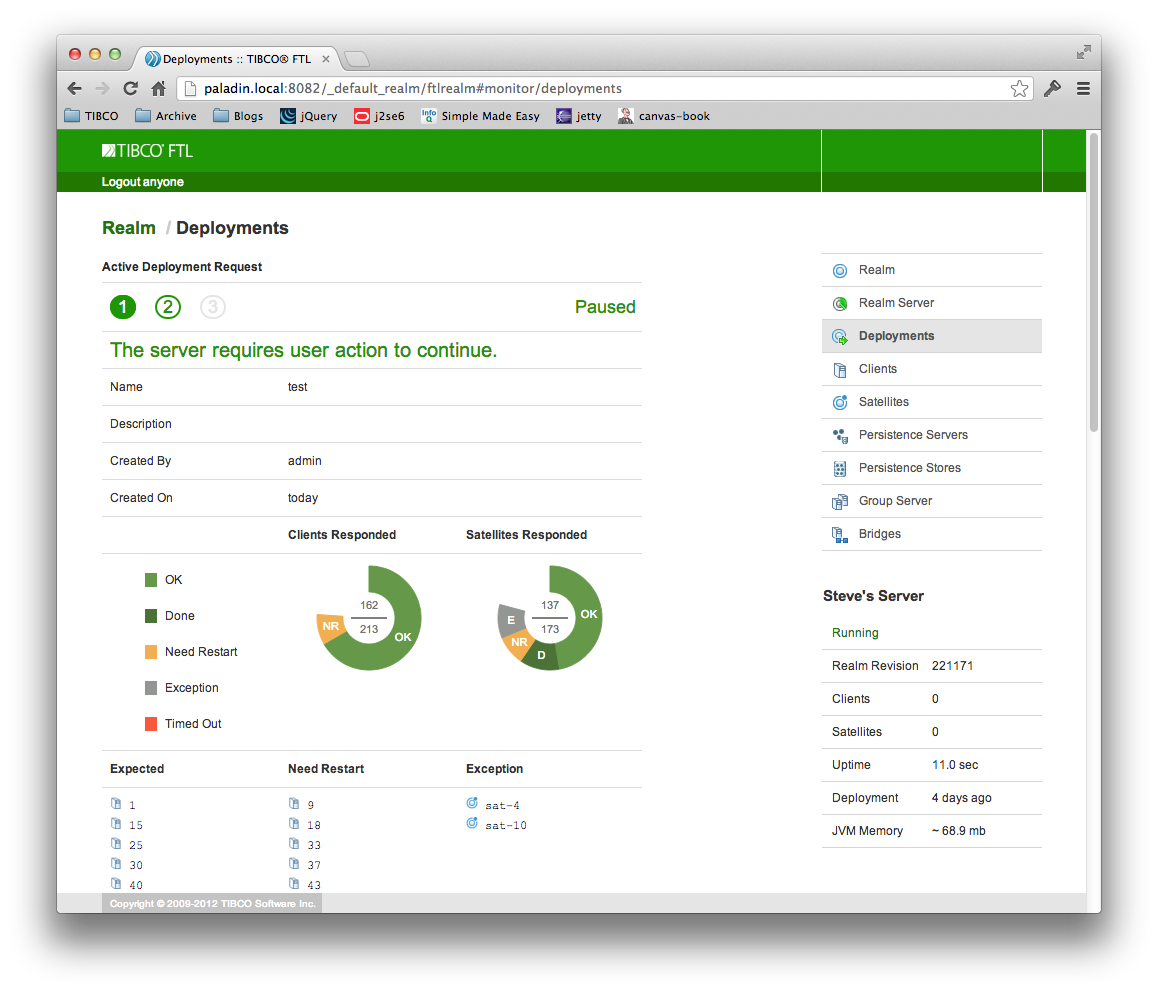 Deployments :: TIBCO® FTL ×
paladin.local:8082/_default_realm/ftlrealm#monitor/deployments
TIBCO Archive Blogs jQuery j2se6 InfoQ Simple Made Easy jetty canvas-book
TIBCO FTL
Logout anyone
Realm / Deployments
Active Deployment Request
1 2 3 Paused
The server requires user action to continue.
Name test
Description
Created By admin
Created On today
Clients Responded Satellites Responded
OK
Done
Need Restart
Exception
Timed Out
162
213
NR
OK
137
173
E
NR
D
OK
Expected Need Restart Exception
1 9 sat-4
15 18 sat-10
25 33
30 37
40 43
Realm
Realm Server
Deployments
Clients
Satellites
Persistence Servers
Persistence Stores
Group Server
Bridges
Steve's Server
Running
Realm Revision 221171
Clients 0
Satellites 0
Uptime 11.0 sec
Deployment 4 days ago
JVM Memory ~ 68.9 mb
Copyright © 2009-2012 TIBCO Software Inc.